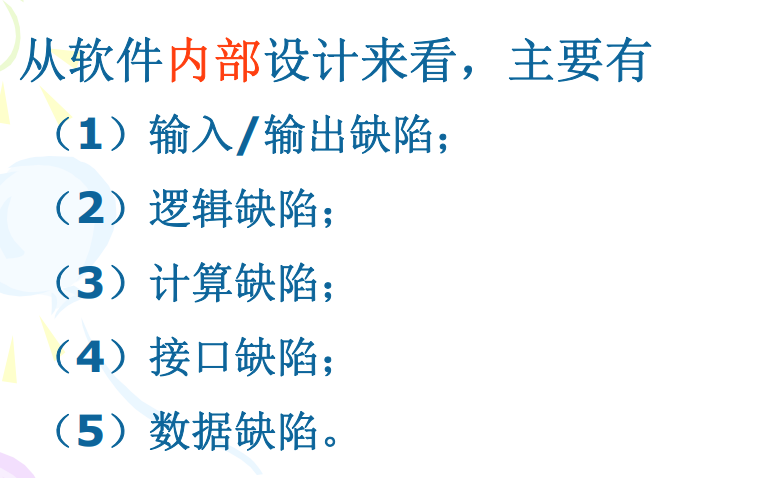 从软件内部设计来看，主要有
（1）输入/输出缺陷；
（2）逻辑缺陷；
（3）计算缺陷；
（4）接口缺陷；
（5）数据缺陷。